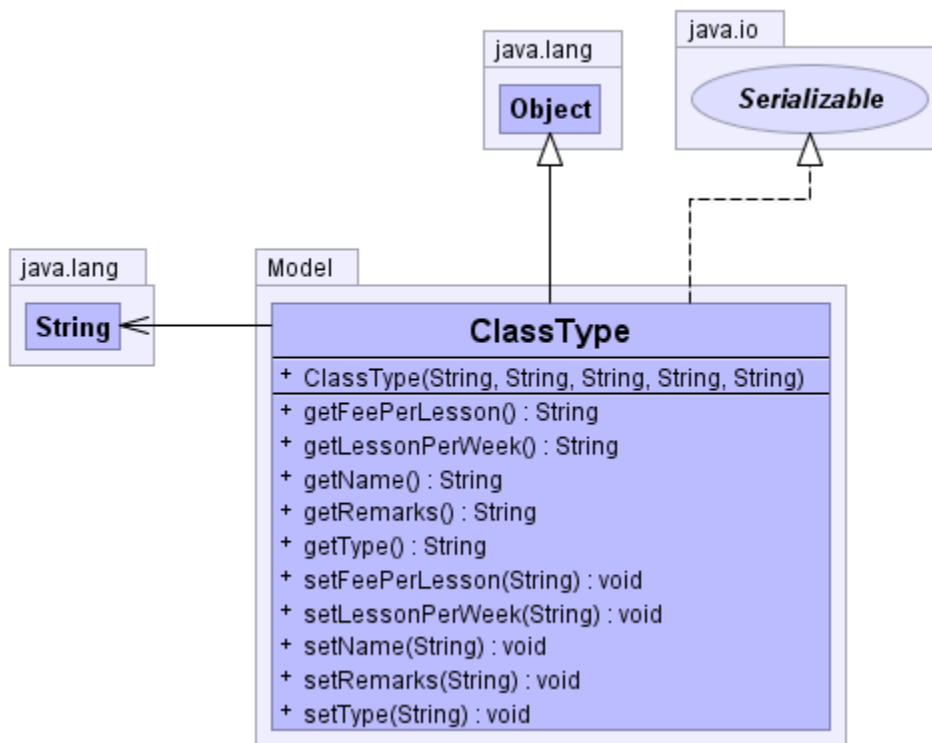 java.io
java.lang
Serializable
Object
java.lang
Model
String
ClassType
+ ClassType(String, String, String, String, String)
+ getFeePerLesson() : String
+ getLessonPerWeek() : String
+ getName() : String
+ getRemarks() : String
+ getType() : String
+ setFeePerLesson(String) : void
+ setLessonPerWeek(String) : void
+ setName(String) : void
+ setRemarks(String) : void
+ setType(String) : void